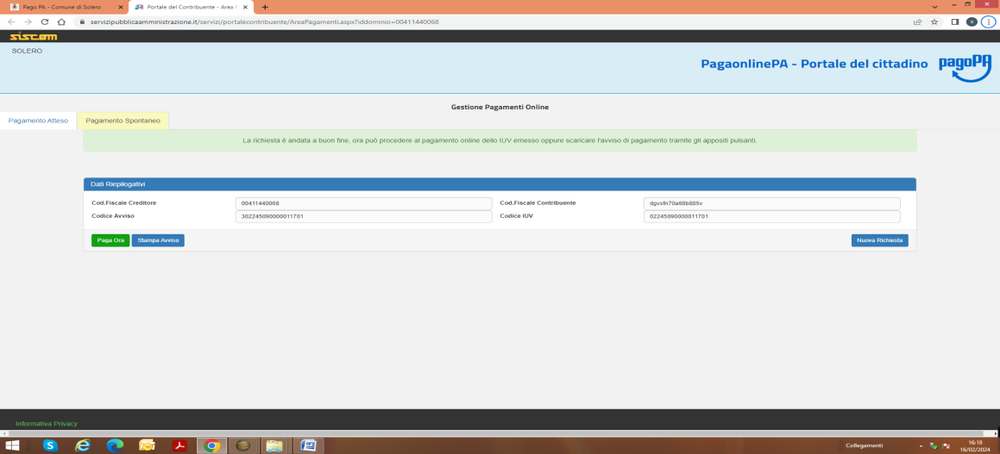 Pago PA - Comune di Solero
Portale del Contribuente - Area
servizipubblicaamministrazione.it/servizi/portalecontribuente/AreaPagamenti.aspx?iddominio=00411440068
sistem
SOLERO
PagaonlinePA - Portale del cittadino
pagoPA
Gestione Pagamenti Online
Pagamento Atteso
Pagamento Spontaneo
La richiesta è andata a buon fine, ora può procedere al pagamento online dello IUV emesso oppure scaricare l'avviso di pagamento tramite gli appositi pulsanti.
Dati Riepilogativi
Cod.Fiscale Creditore 00411440068 Cod.Fiscale Contribuente dgvsfn70a68b885v
Codice Avviso 302245090000011701 Codice IUV 02245090000011701
Paga Ora Stampa Avviso Nuova Richiesta
Informativa Privacy
Collegamenti
16:18
16/02/2024